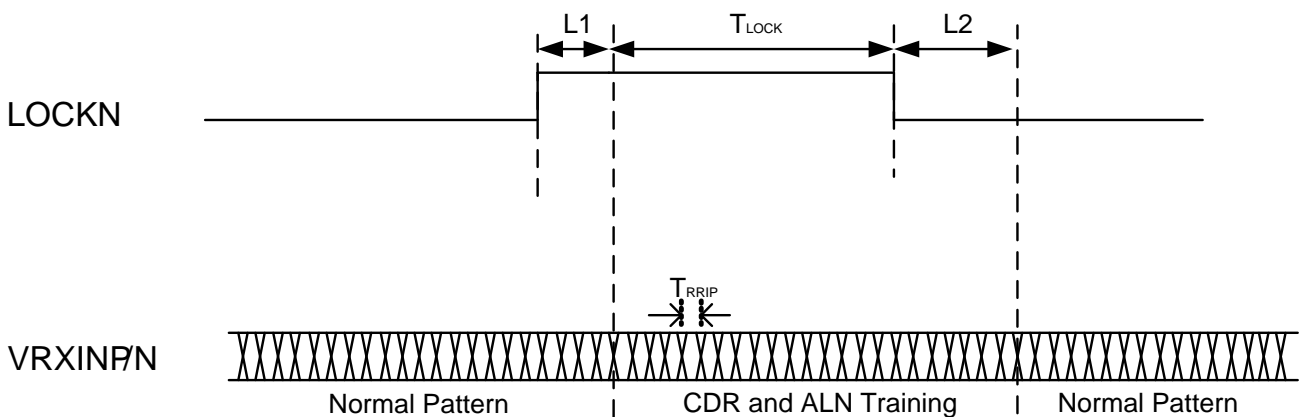 L1 TLOCK L2
LOCKN
TRRIP
VRXINP/N
Normal Pattern CDR and ALN Training Normal Pattern